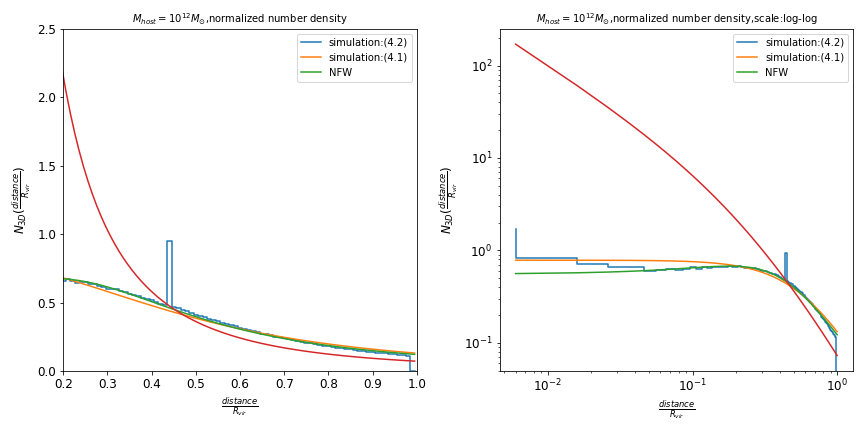 M_host = 10^12 M_⊙,normalized number density
2.5
2.0
1.5
1.0
0.5
0.0
N_3D(distance/R_vir)
simulation:(4.2)
simulation:(4.1)
NFW
0.2 0.3 0.4 0.5 0.6 0.7 0.8 0.9 1.0
distance/R_vir
M_host = 10^12 M_⊙,normalized number density,scale:log-log
10^2
10^1
10^0
10^−1
N_3D(distance/R_vir)
simulation:(4.2)
simulation:(4.1)
NFW
10^−2 10^−1 10^0
distance/R_vir